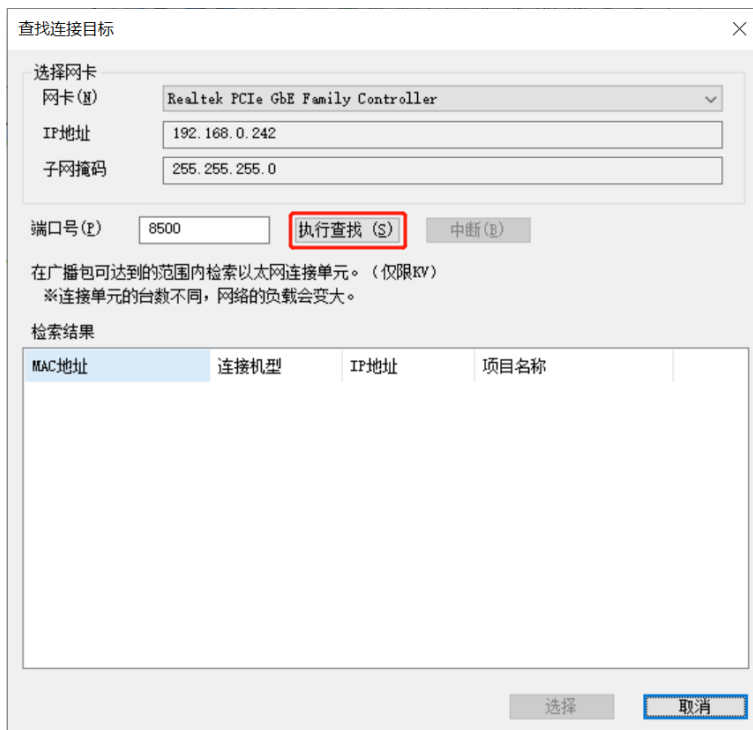 查找连接目标
选择网卡
网卡(N) Realtek PCIe GbE Family Controller
IP地址 192.168.0.242
子网掩码 255.255.255.0
端口号(P) 8500 执行查找 (S) 中断(B)
在广播包可达到的范围内检索以太网连接单元。（仅限KV）
※连接单元的台数不同，网络的负载会变大。
检索结果
MAC地址 连接机型 IP地址 项目名称
选择 取消